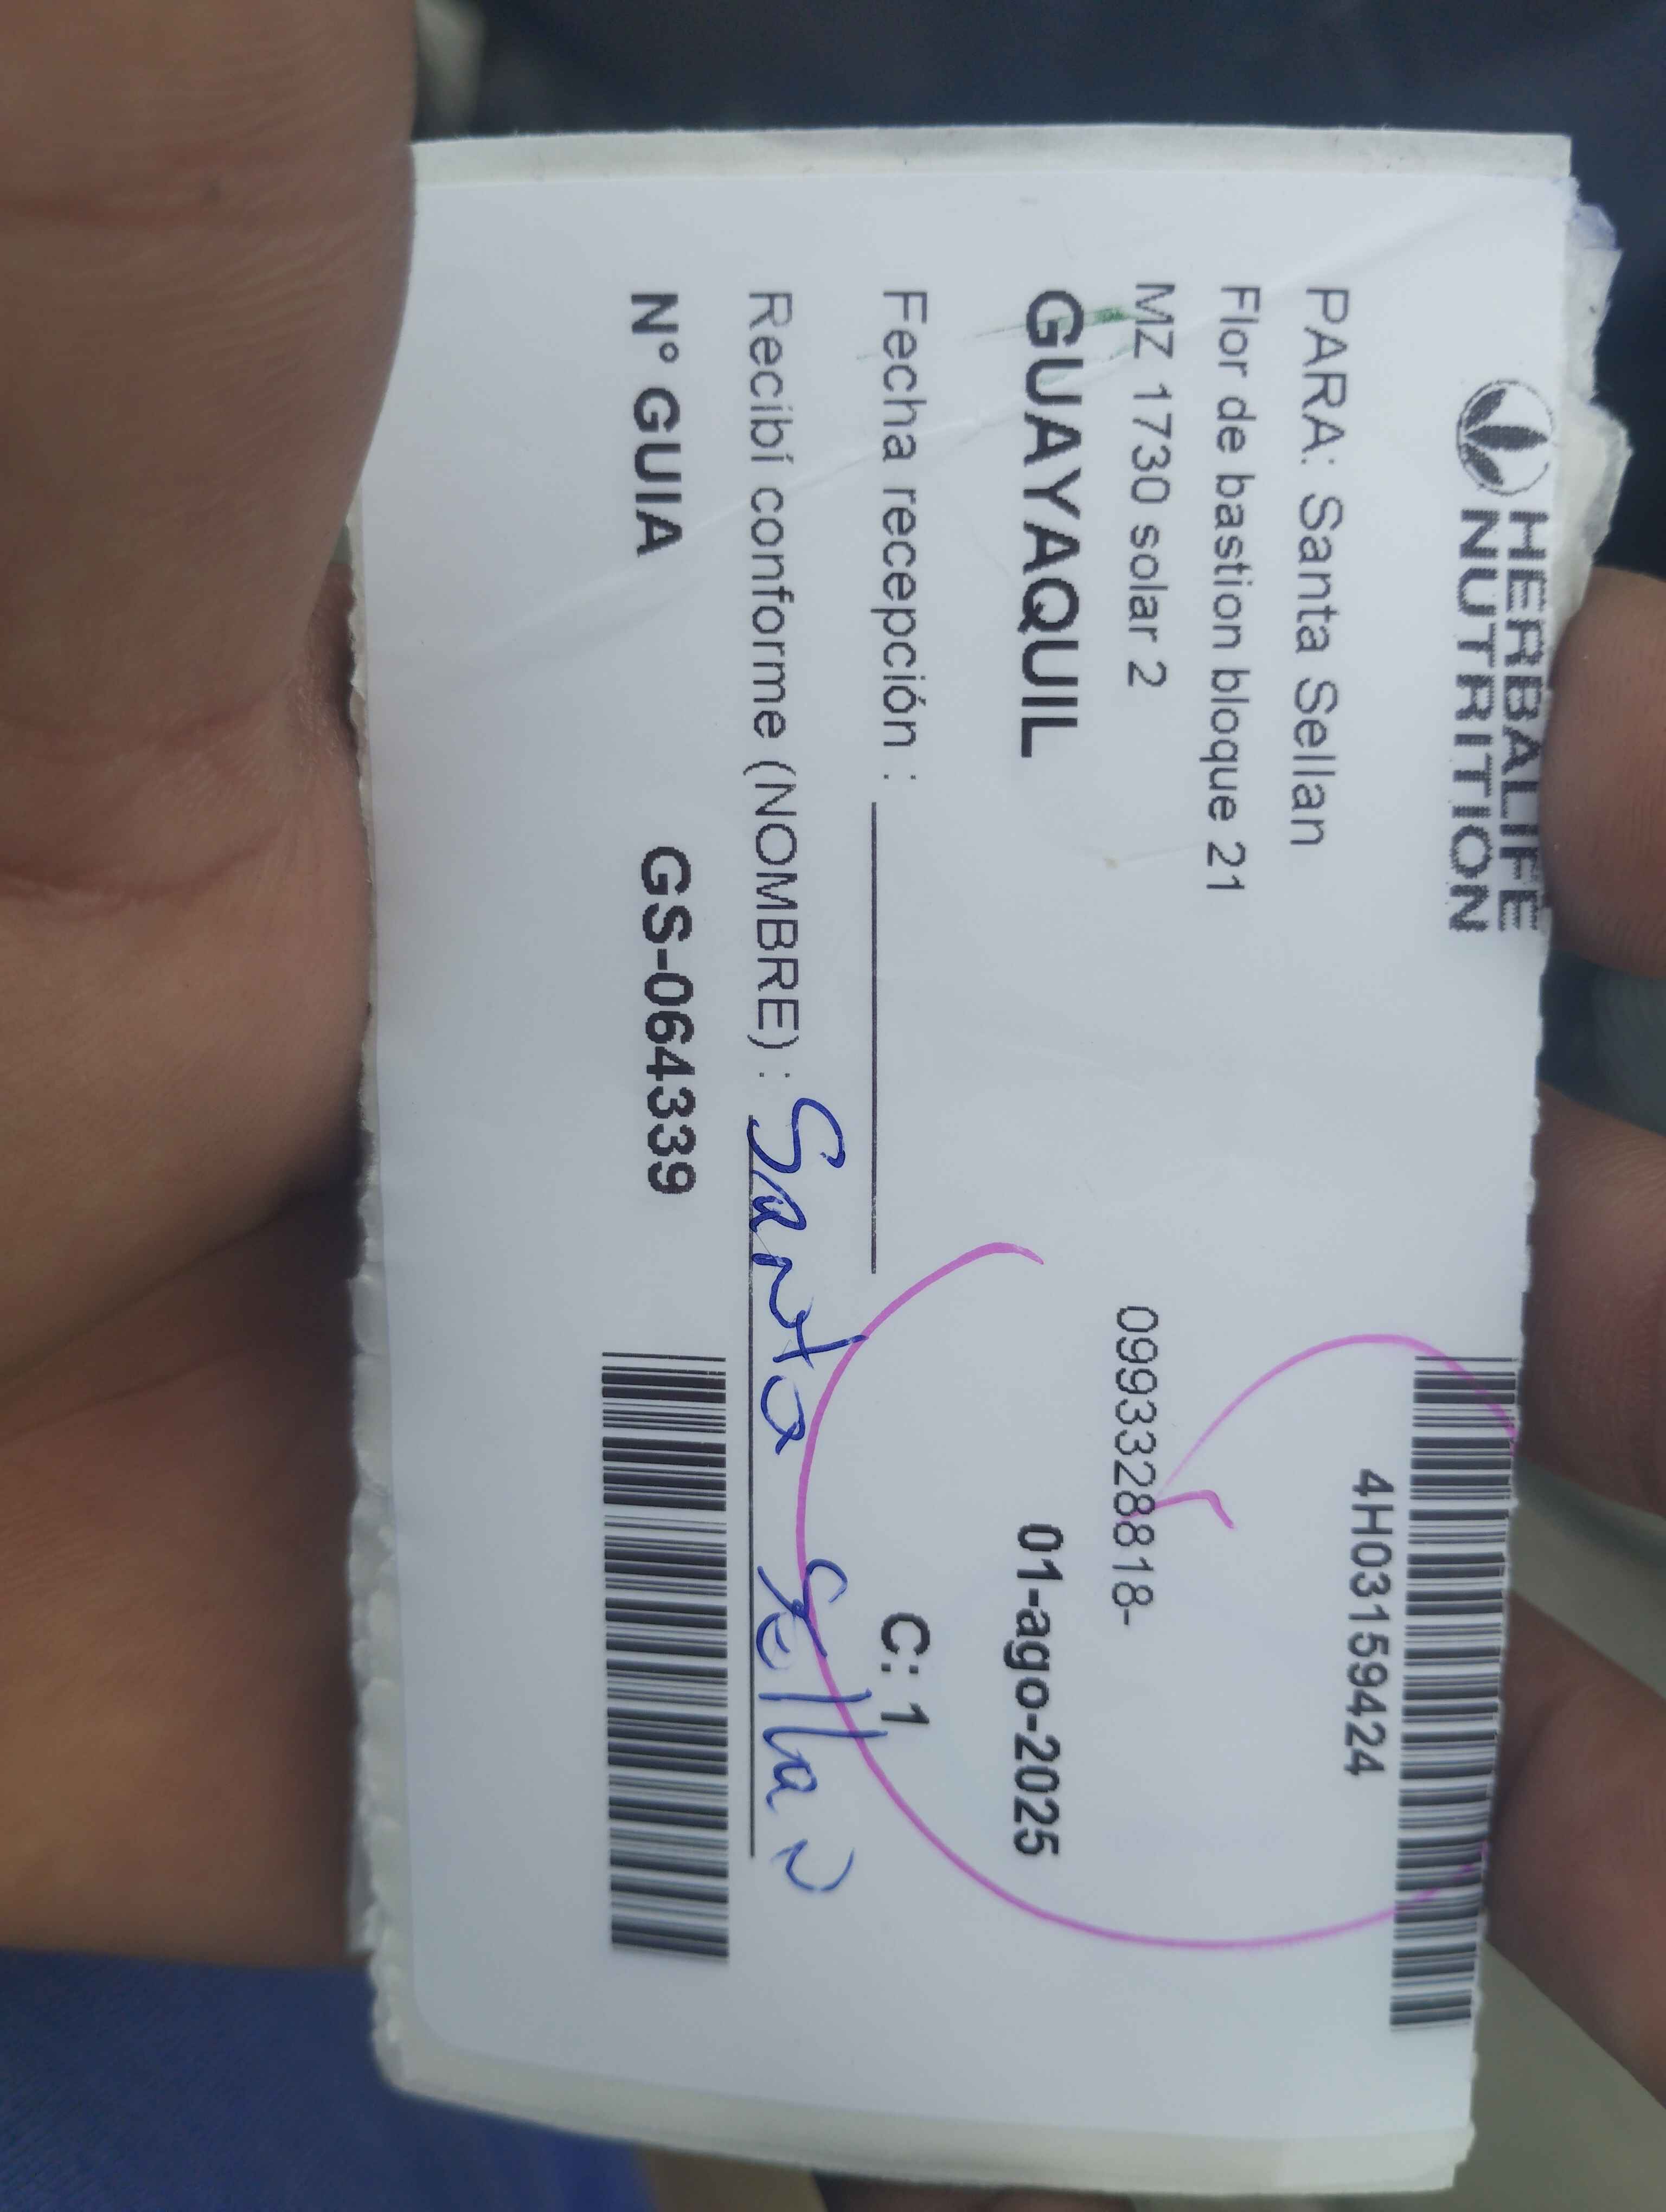 HERBALIFE
NUTRITION
4H03159424
PARA: Santa Sellan
Flor de bastion bloque 21
MZ 1730 solar 2 0993328818-
GUAYAQUIL 01-ago-2025
Fecha recepción : C: 1
Recibí conforme (NOMBRE) : Santa Sellan
N° GUIA GS-064339